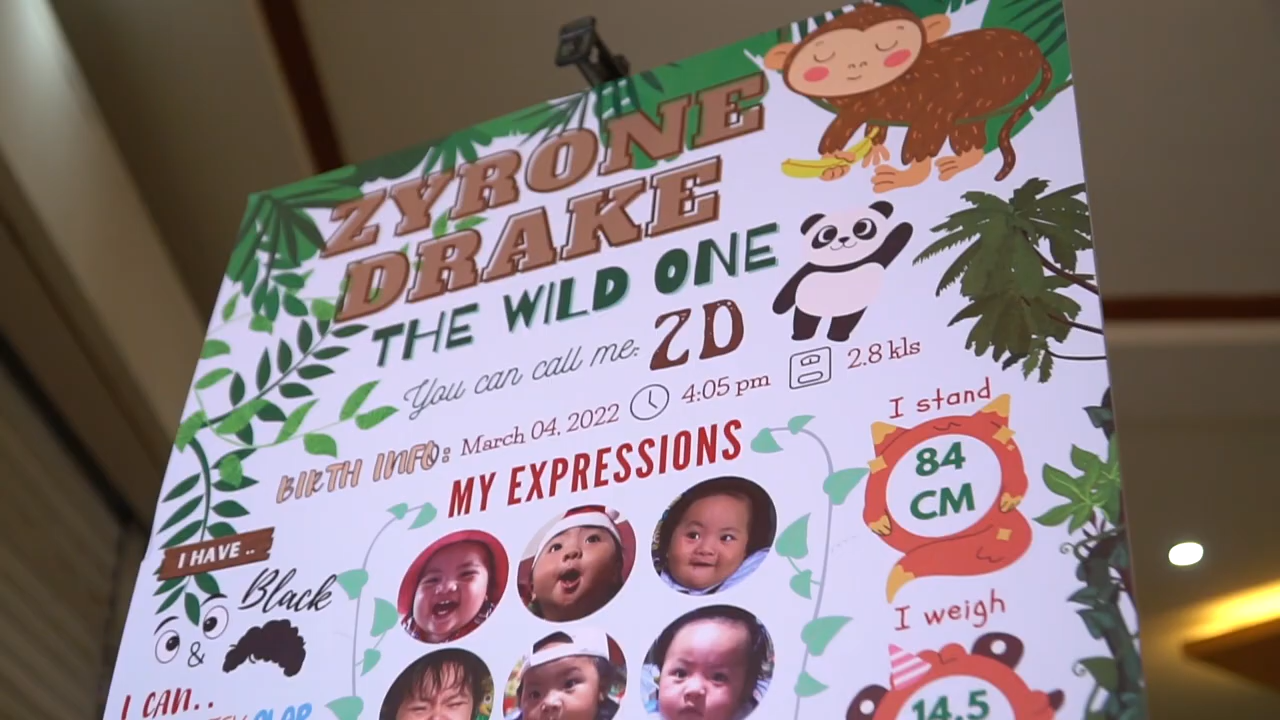 ZYRONE
DRAKE
THE WILD ONE
You can call me: ZD
BIRTH INFO: March 04, 2022 4:05 pm 2.8 kls
MY EXPRESSIONS
I stand
84
CM
I HAVE ..
Black
&
I weigh
14.5
I CAN..
CLAP